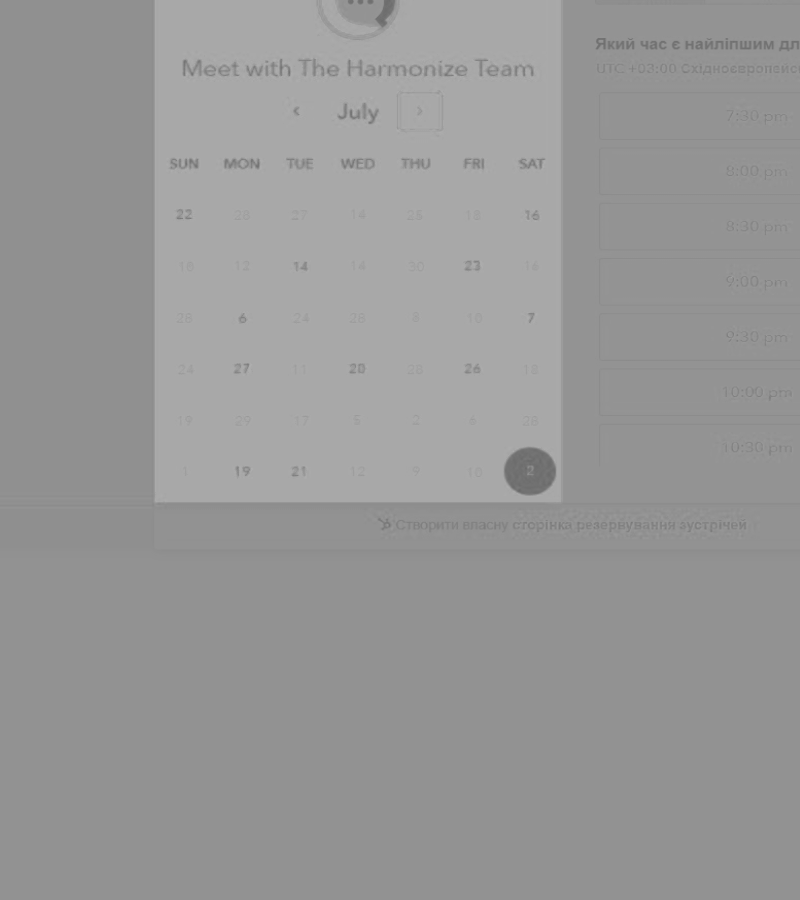 Meet with The Harmonize Team
‹ July ›
SUN MON TUE WED THU FRI SAT
22 28 27 14 25 15 16
16 12 14 14 30 23 14
28 6 24 28 8 10 7
24 27 11 20 28 26 18
19 29 17 5 2 6 28
1 19 21 12 9 10 2
Який час є найліпшим дл
UTC +03:00 Східноєвропейсь
7:30 pm
8:00 pm
8:30 pm
9:00 pm
9:30 pm
10:00 pm
10:30 pm
Створити власну сторінкі резервування зустрічей